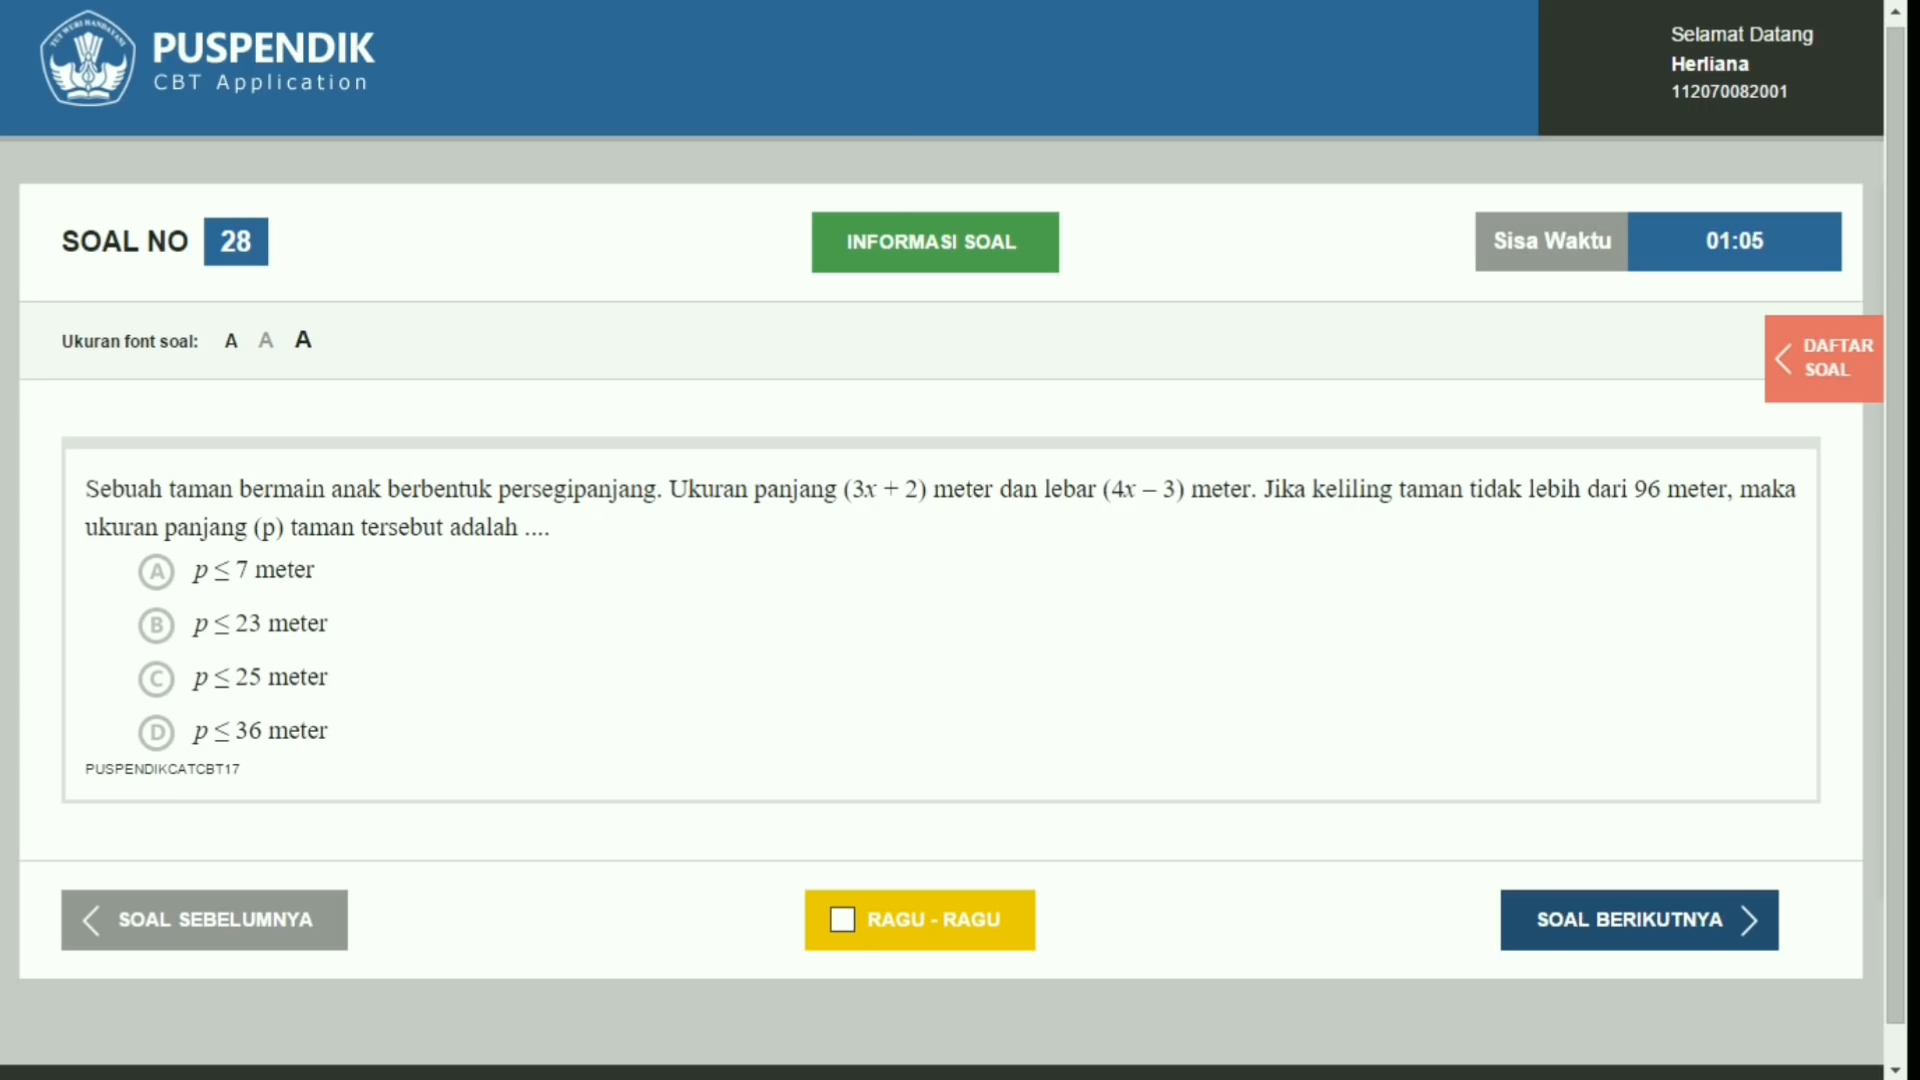 TUT WURI HANDAYANI
PUSPENDIK
CBT Application
Selamat Datang
Herliana
112070082001
SOAL NO 28
INFORMASI SOAL
Sisa Waktu 01:05
Ukuran font soal: A A A
DAFTAR
SOAL
Sebuah taman bermain anak berbentuk persegipanjang. Ukuran panjang (3x + 2) meter dan lebar (4x – 3) meter. Jika keliling taman tidak lebih dari 96 meter, maka
ukuran panjang (p) taman tersebut adalah ....
A p ≤ 7 meter
B p ≤ 23 meter
C p ≤ 25 meter
D p ≤ 36 meter
PUSPENDIKCATCBT17
SOAL SEBELUMNYA
RAGU - RAGU
SOAL BERIKUTNYA